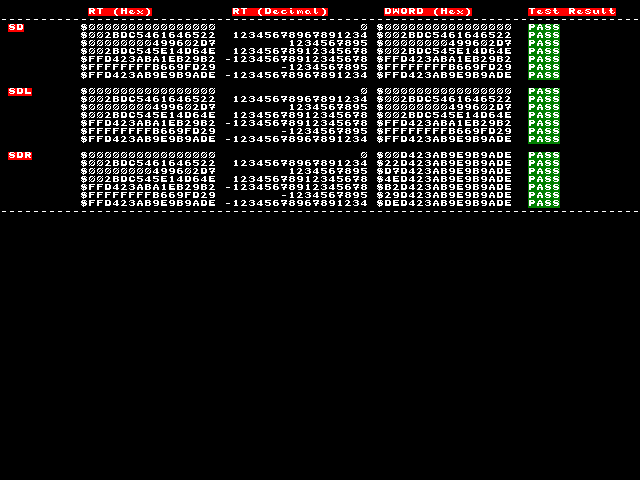 RT (Hex) RT (Decimal) DWORD (Hex) Test Result
SD $0000000000000000 0 $0000000000000000 PASS
$002BDC5461646522 12345678967891234 $002BDC5461646522 PASS
$00000000499602D7 1234567895 $00000000499602D7 PASS
$002BDC545E14D64E 12345678912345678 $002BDC545E14D64E PASS
$FFD423ABA1EB29B2 -12345678912345678 $FFD423ABA1EB29B2 PASS
$FFFFFFFFB669FD29 -1234567895 $FFFFFFFFB669FD29 PASS
$FFD423AB9E9B9ADE -12345678967891234 $FFD423AB9E9B9ADE PASS
SDL $0000000000000000 0 $0000000000000000 PASS
$002BDC5461646522 12345678967891234 $002BDC5461646522 PASS
$00000000499602D7 1234567895 $00000000499602D7 PASS
$002BDC545E14D64E 12345678912345678 $002BDC545E14D64E PASS
$FFD423ABA1EB29B2 -12345678912345678 $FFD423ABA1EB29B2 PASS
$FFFFFFFFB669FD29 -1234567895 $FFFFFFFFB669FD29 PASS
$FFD423AB9E9B9ADE -12345678967891234 $FFD423AB9E9B9ADE PASS
SDR $0000000000000000 0 $00D423AB9E9B9ADE PASS
$002BDC5461646522 12345678967891234 $22D423AB9E9B9ADE PASS
$00000000499602D7 1234567895 $D7D423AB9E9B9ADE PASS
$002BDC545E14D64E 12345678912345678 $4ED423AB9E9B9ADE PASS
$FFD423ABA1EB29B2 -12345678912345678 $B2D423AB9E9B9ADE PASS
$FFFFFFFFB669FD29 -1234567895 $29D423AB9E9B9ADE PASS
$FFD423AB9E9B9ADE -12345678967891234 $DED423AB9E9B9ADE PASS